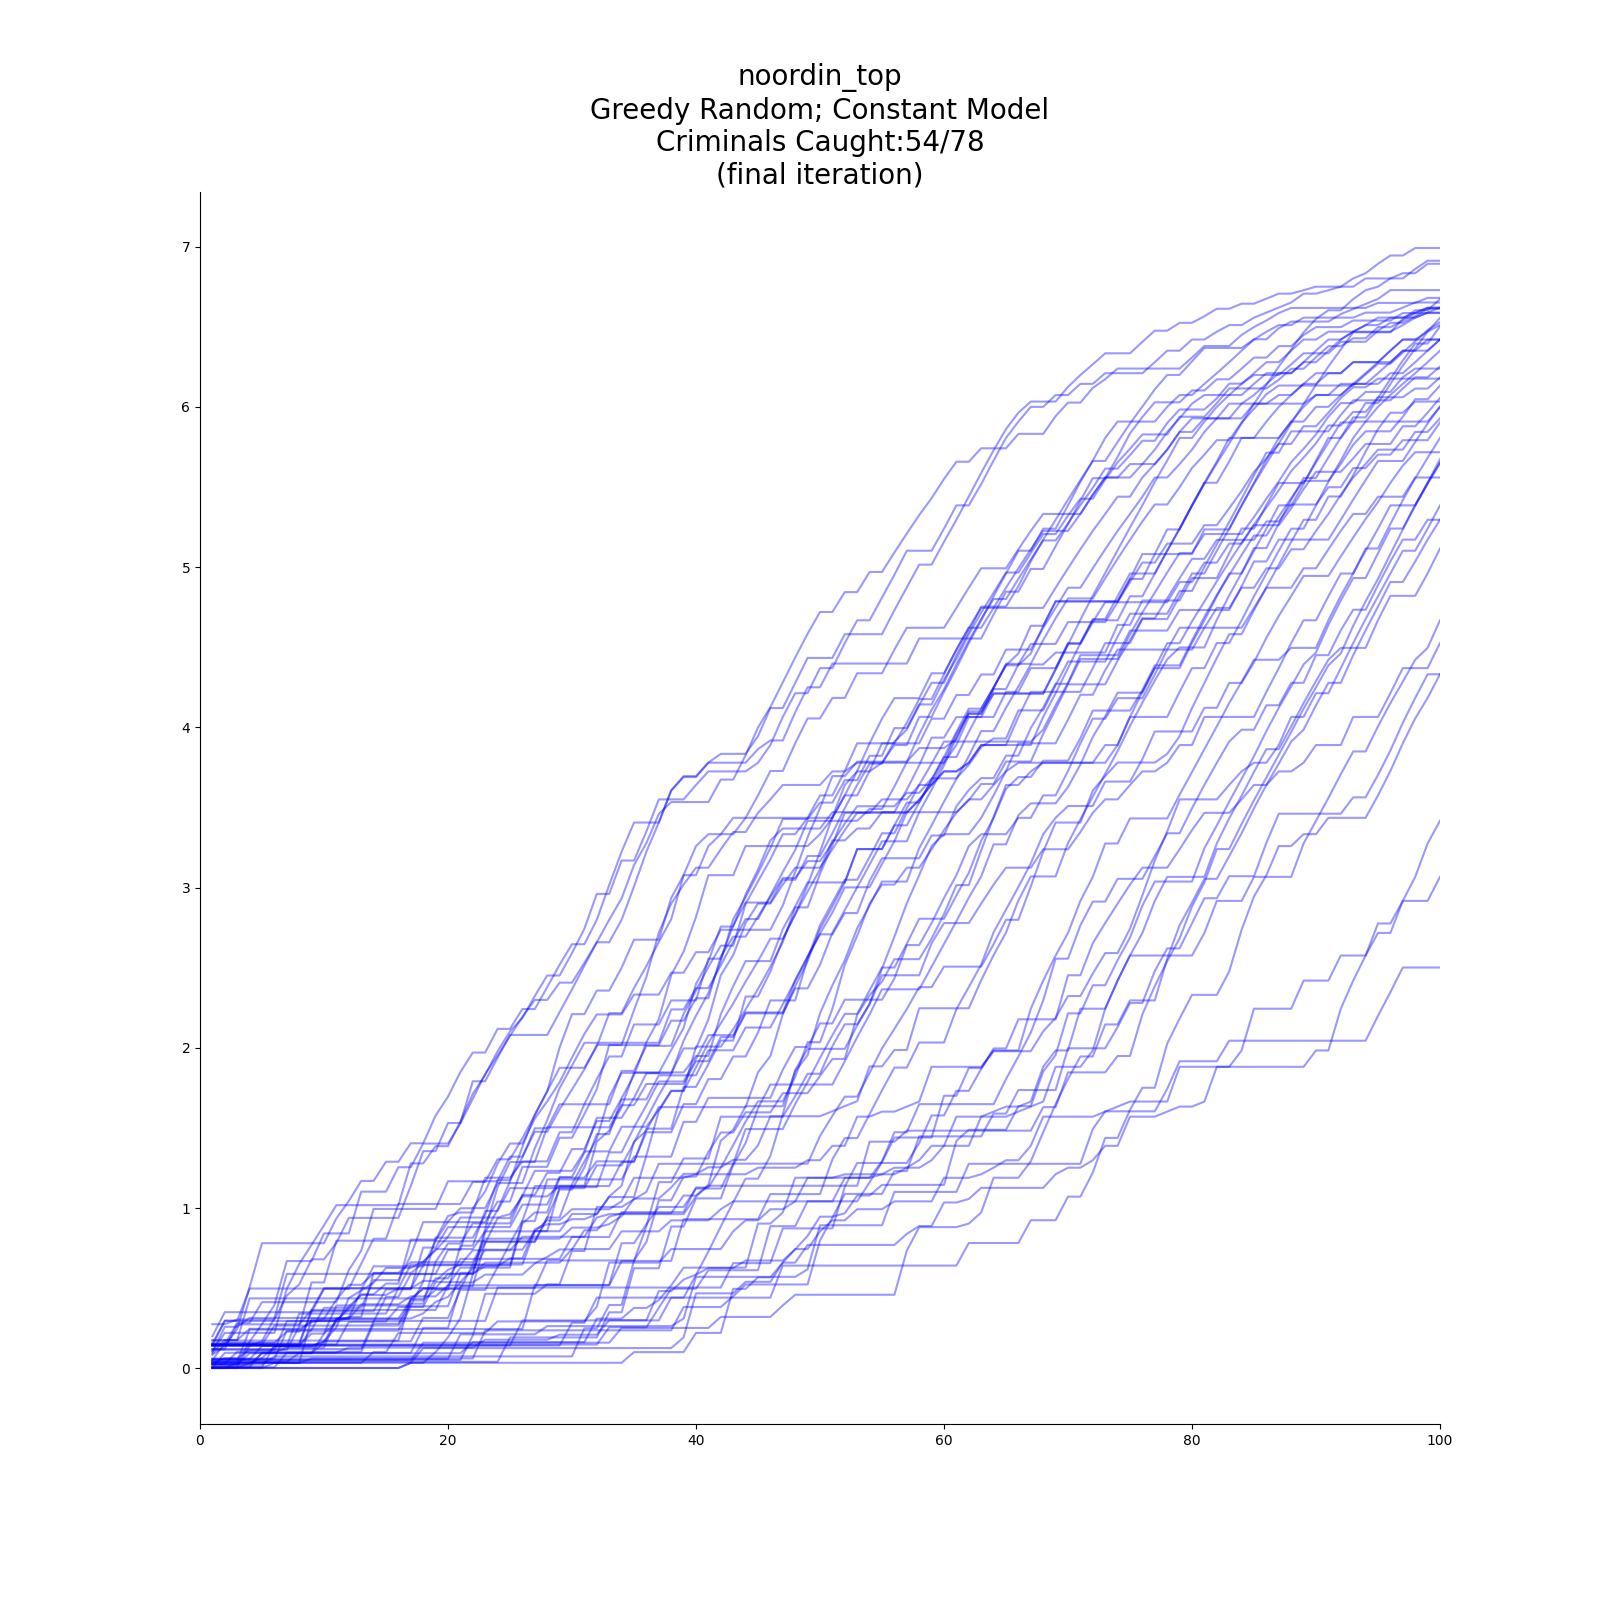 noordin_top
Greedy Random; Constant Model
Criminals Caught:54/78
(final iteration)
7
6
5
4
3
2
1
0
0 20 40 60 80 100